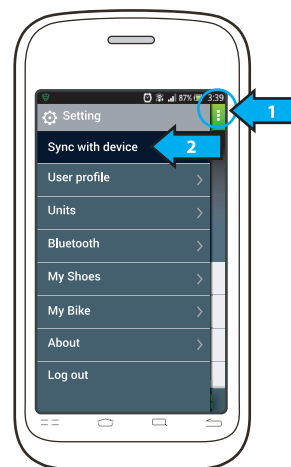 87% 3:39
Setting
1
Sync with device
2
User profile
Units
Bluetooth
My Shoes
My Bike
About
Log out